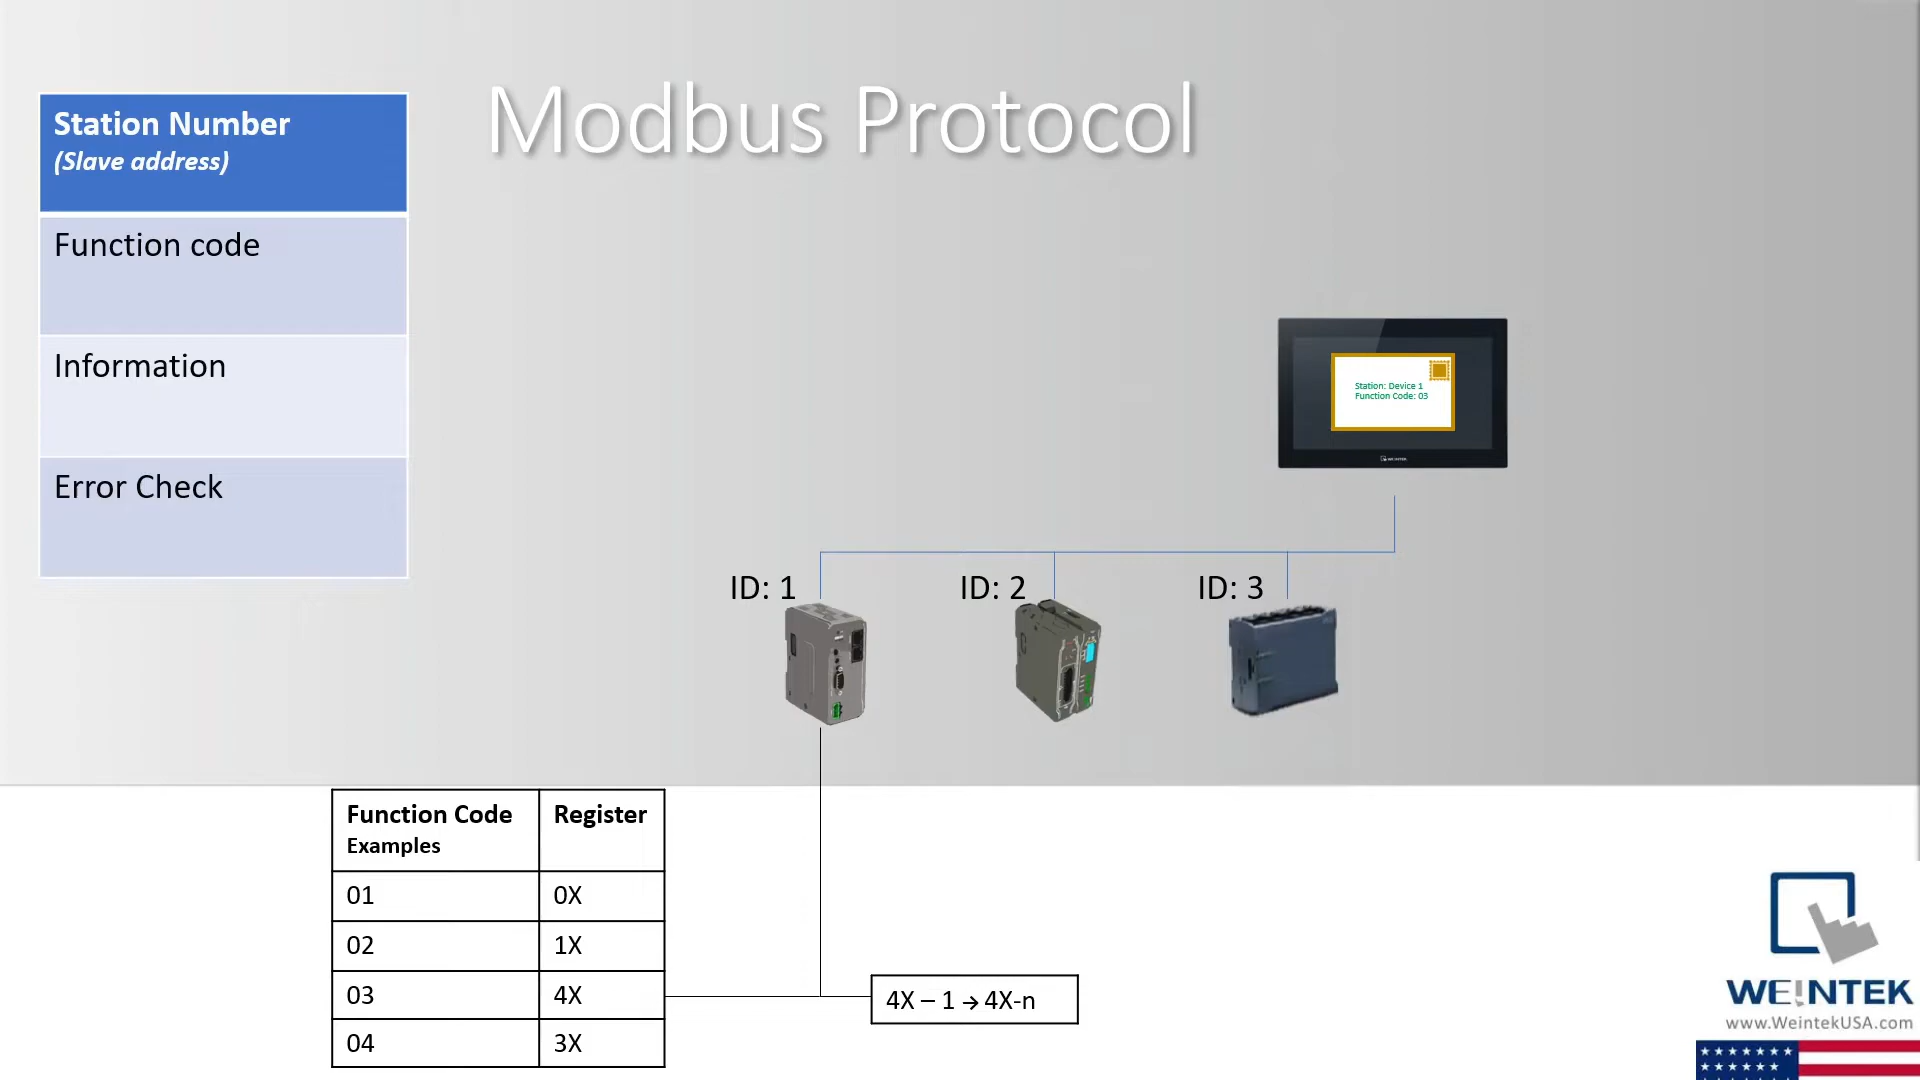 Modbus Protocol
Station Number
(Slave address)
Function code
Information
Error Check
Station: Device 1
Function Code: 03
WEINTEK
ID: 1
ID: 2
ID: 3
Function Code Register
Examples
01 0X
02 1X
03 4X
04 3X
4X – 1 → 4X-n
WE!NTEK
www.WeintekUSA.com